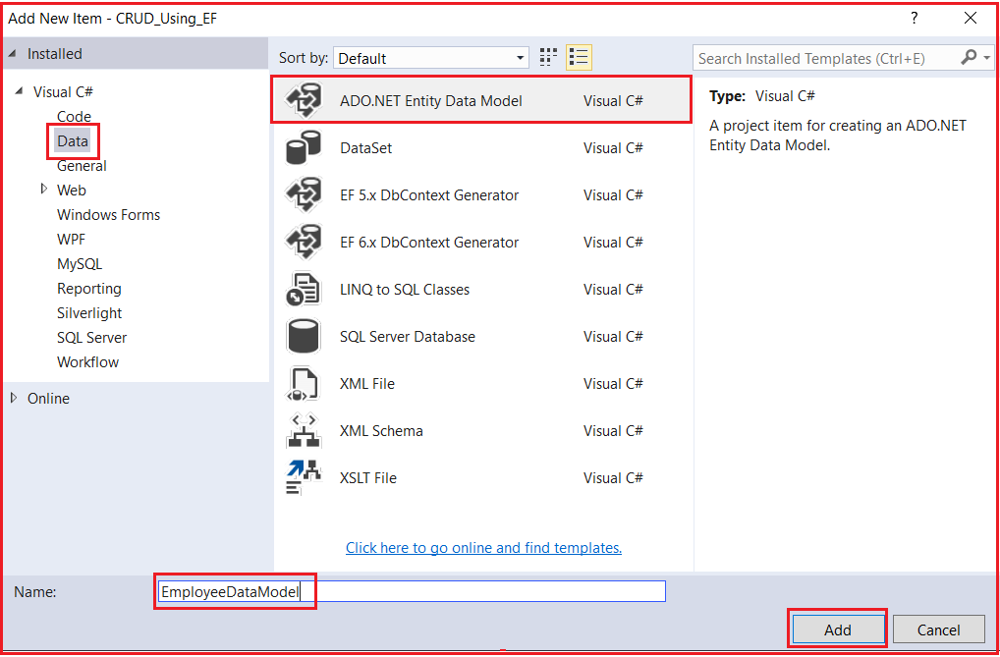 Add New Item - CRUD_Using_EF
?
Installed
Sort by: Default
Search Installed Templates (Ctrl+E)
Visual C#
Code
Data
General
Web
Windows Forms
WPF
MySQL
Reporting
Silverlight
SQL Server
Workflow
Online
ADO.NET Entity Data Model Visual C#
DataSet Visual C#
EF 5.x DbContext Generator Visual C#
EF 6.x DbContext Generator Visual C#
LINQ to SQL Classes Visual C#
SQL Server Database Visual C#
XML File Visual C#
XML Schema Visual C#
XSLT File Visual C#
Click here to go online and find templates.
Type: Visual C#
A project item for creating an ADO.NET
Entity Data Model.
Name: EmployeeDataModel
Add Cancel